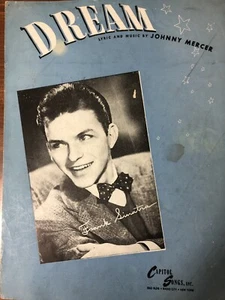 DREAM
LYRIC AND MUSIC BY JOHNNY MERCER
Frank Sinatra
CAPITOL
SONGS, INC.